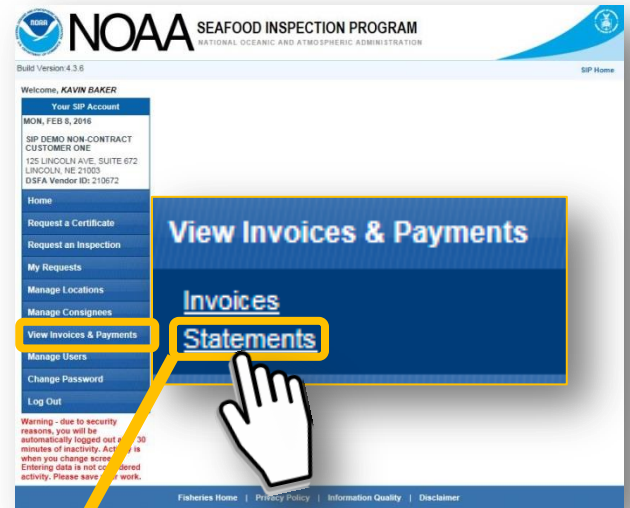 NOAA
NOAA SEAFOOD INSPECTION PROGRAM
NATIONAL OCEANIC AND ATMOSPHERIC ADMINISTRATION
Build Version:4.3.6
SIP Home
Welcome, KAVIN BAKER
Your SIP Account
MON, FEB 8, 2016
SIP DEMO NON-CONTRACT
CUSTOMER ONE
125 LINCOLN AVE, SUITE 672
LINCOLN, NE 21003
DSFA Vendor ID: 210672
Home
Request a Certificate
Request an Inspection
My Requests
Manage Locations
Manage Consignees
View Invoices & Payments
Manage Users
Change Password
Log Out
Warning - due to security
reasons, you will be
automatically logged out 30
minutes of inactivity. is
when you change
Entering data is not
activity. Please save work.
View Invoices & Payments
Invoices
Statements
Fisheries Home | Privacy Policy | Information Quality | Disclaimer